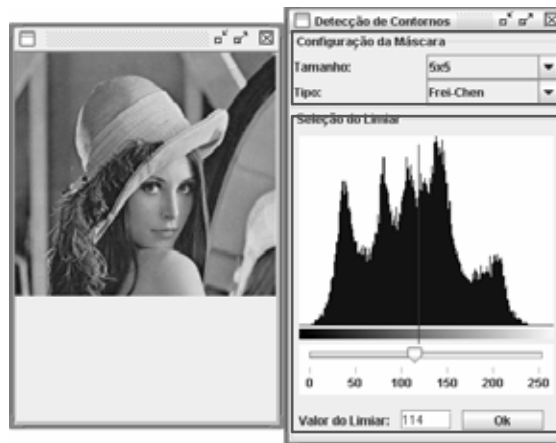 Detecção de Contornos
Configuração da Máscara
Tamanho: 5x5
Tipo: Frei-Chen
Seleção do Limiar
0 50 100 150 200 250
Valor do Limiar: 114 Ok